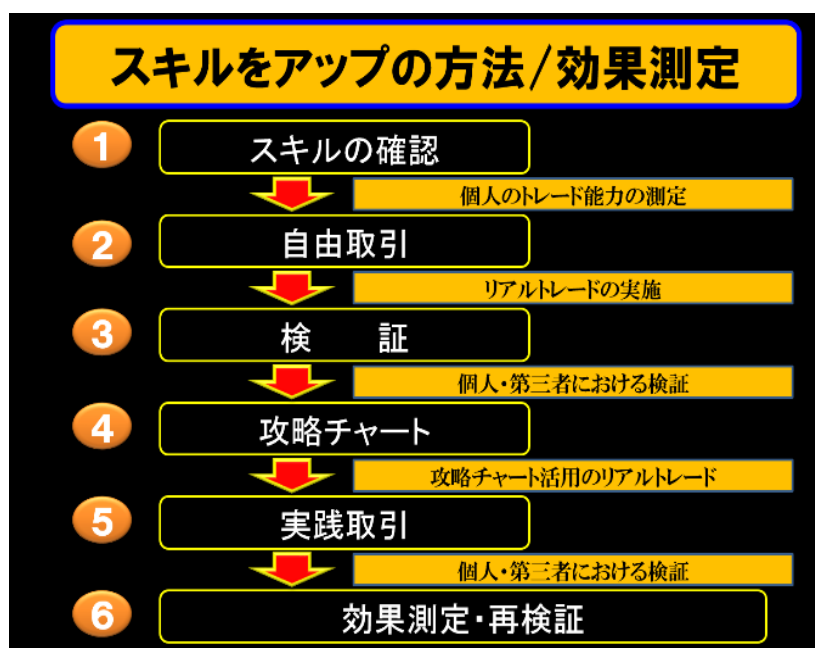 スキルをアップの方法/効果測定
1 スキルの確認
個人のトレード能力の測定
2 自由取引
リアルトレードの実施
3 検　　証
個人・第三者における検証
4 攻略チャート
攻略チャート活用のリアルトレード
5 実践取引
個人・第三者における検証
6 効果測定・再検証